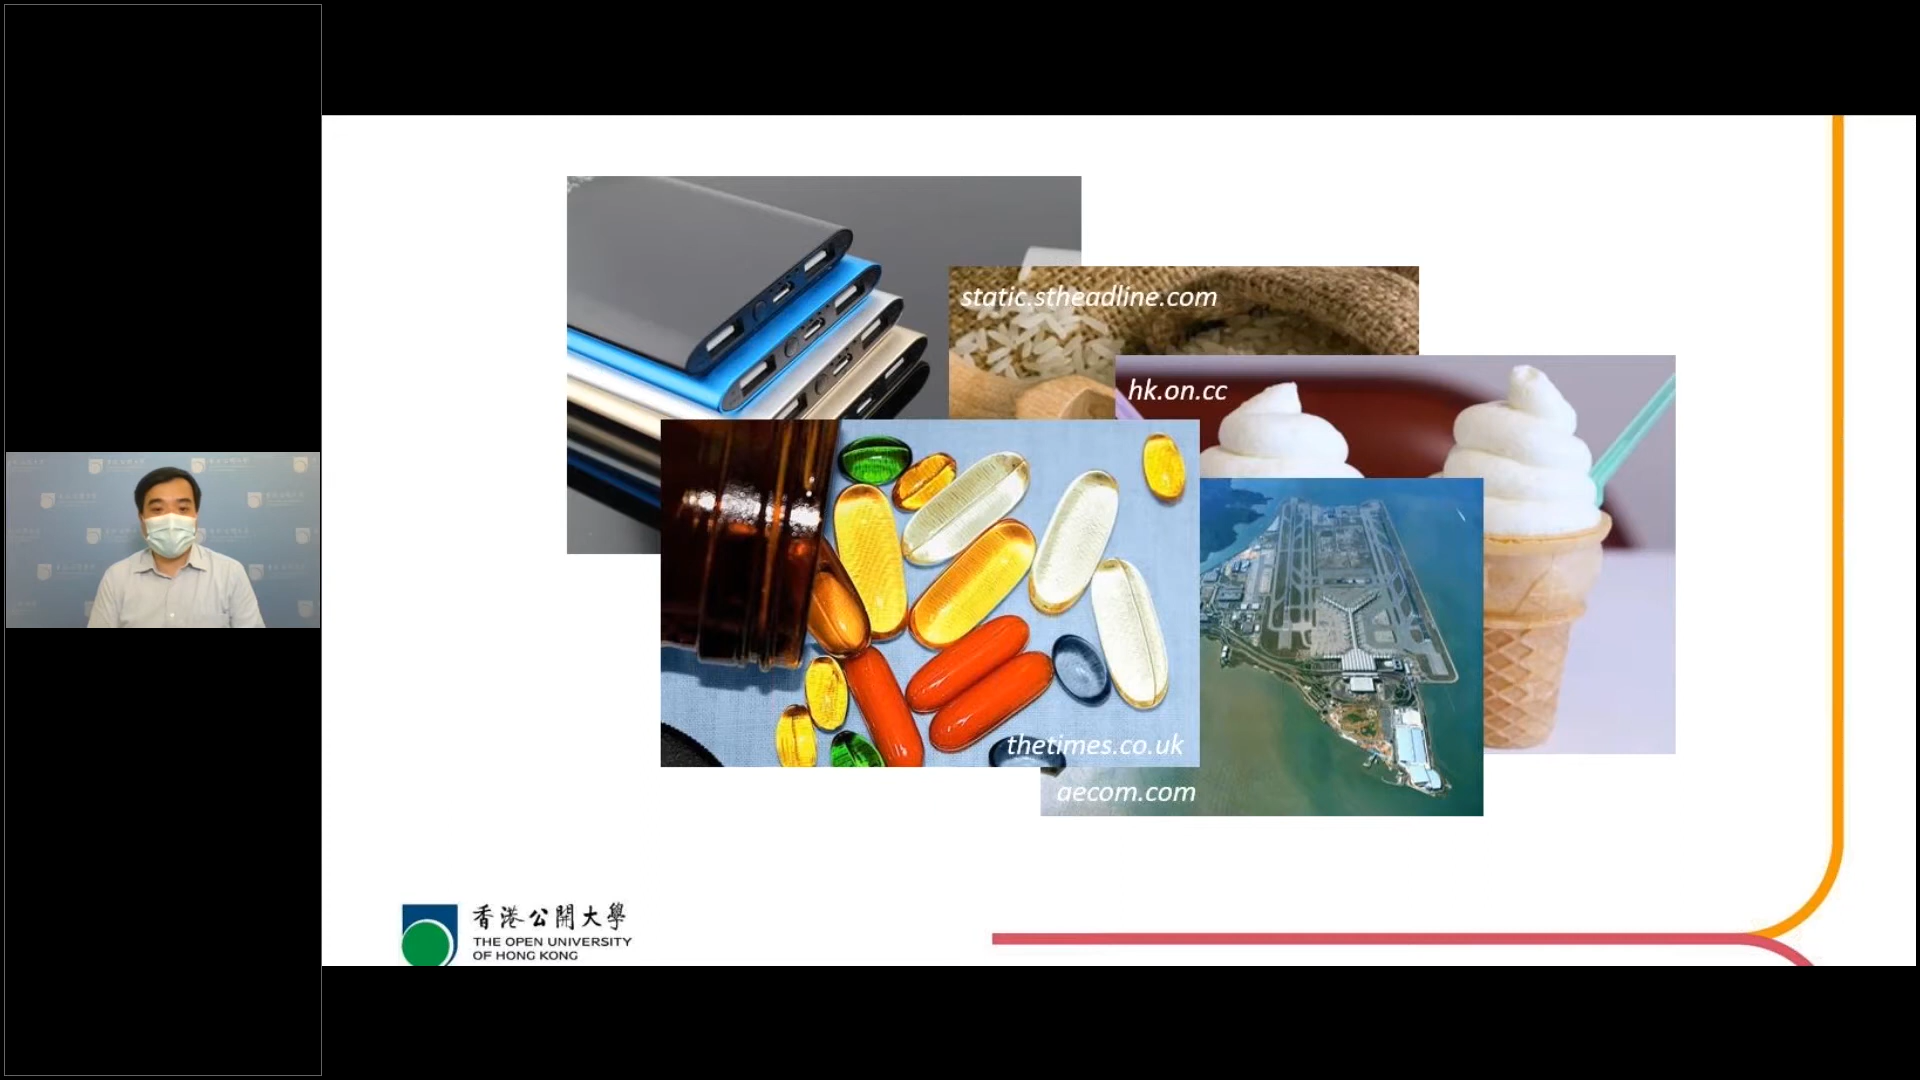 static.stheadline.com
hk.on.cc
thetimes.co.uk
aecom.com
香港公開大學
THE OPEN UNIVERSITY
OF HONG KONG